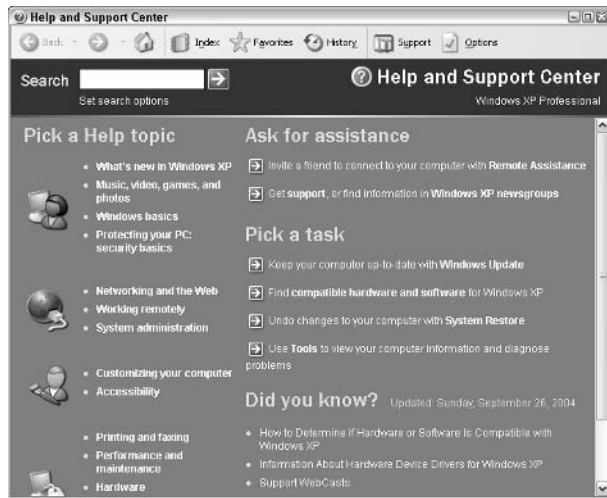 Help and Support Center
Back
Index
Favorites
History
Support
Options
Search
Set search options
Help and Support Center
Windows XP Professional
Pick a Help topic
What's new in Windows XP
Music, video, games, and
photos
Windows basics
Protecting your PC:
security basics
Networking and the Web
Working remotely
System administration
Customizing your computer
Accessibility
Printing and faxing
Performance and
maintenance
Hardware
Ask for assistance
Invite a friend to connect to your computer with Remote Assistance
Get support, or find information in Windows XP newsgroups
Pick a task
Keep your computer up-to-date with Windows Update
Find compatible hardware and software for Windows XP
Undo changes to your computer with System Restore
Use Tools to view your computer information and diagnose
problems
Did you know? Updated: Sunday, September 26, 2004
How to Determine If Hardware or Software Is Compatible with
Windows XP
Information About Hardware Device Drivers for Windows XP
Support WebCasts